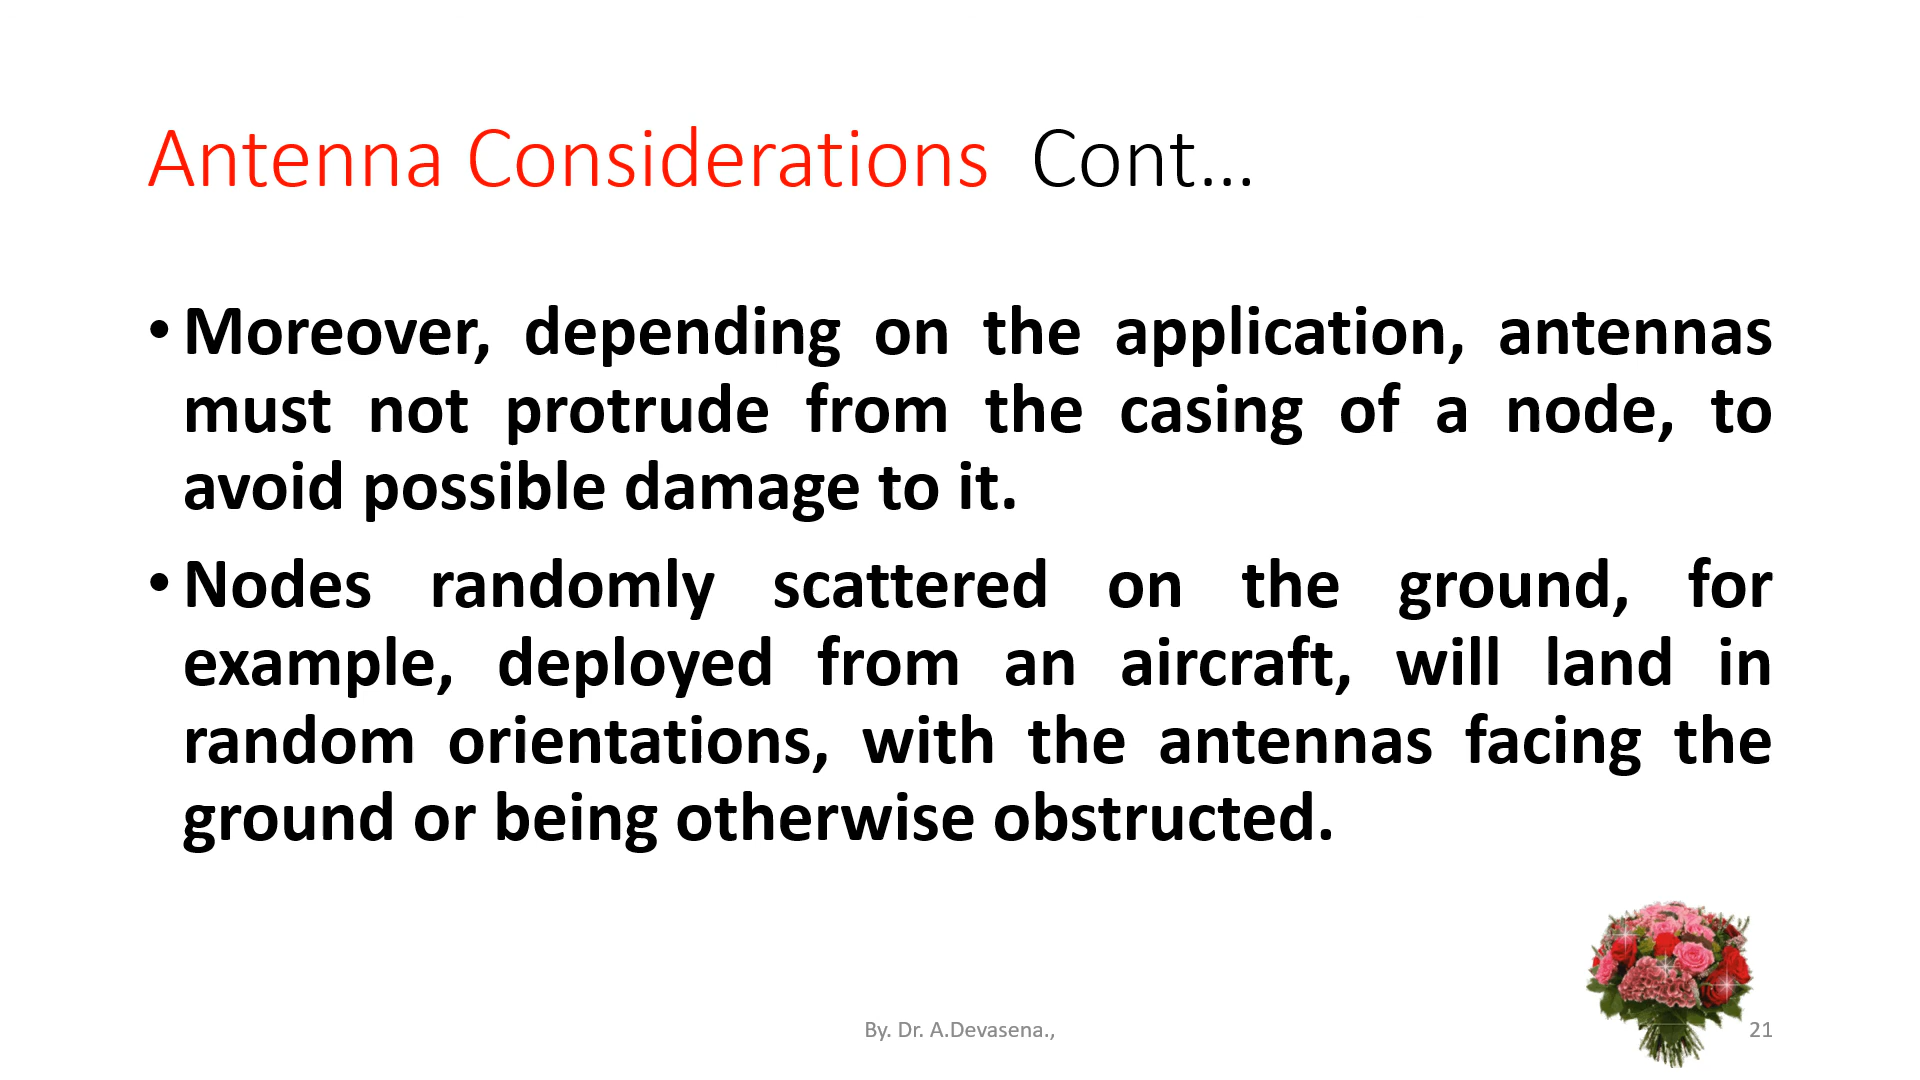 Antenna Considerations Cont…
• Moreover, depending on the application, antennas
must not protrude from the casing of a node, to
avoid possible damage to it.
• Nodes randomly scattered on the ground, for
example, deployed from an aircraft, will land in
random orientations, with the antennas facing the
ground or being otherwise obstructed.
By. Dr. A.Devasena.,
21